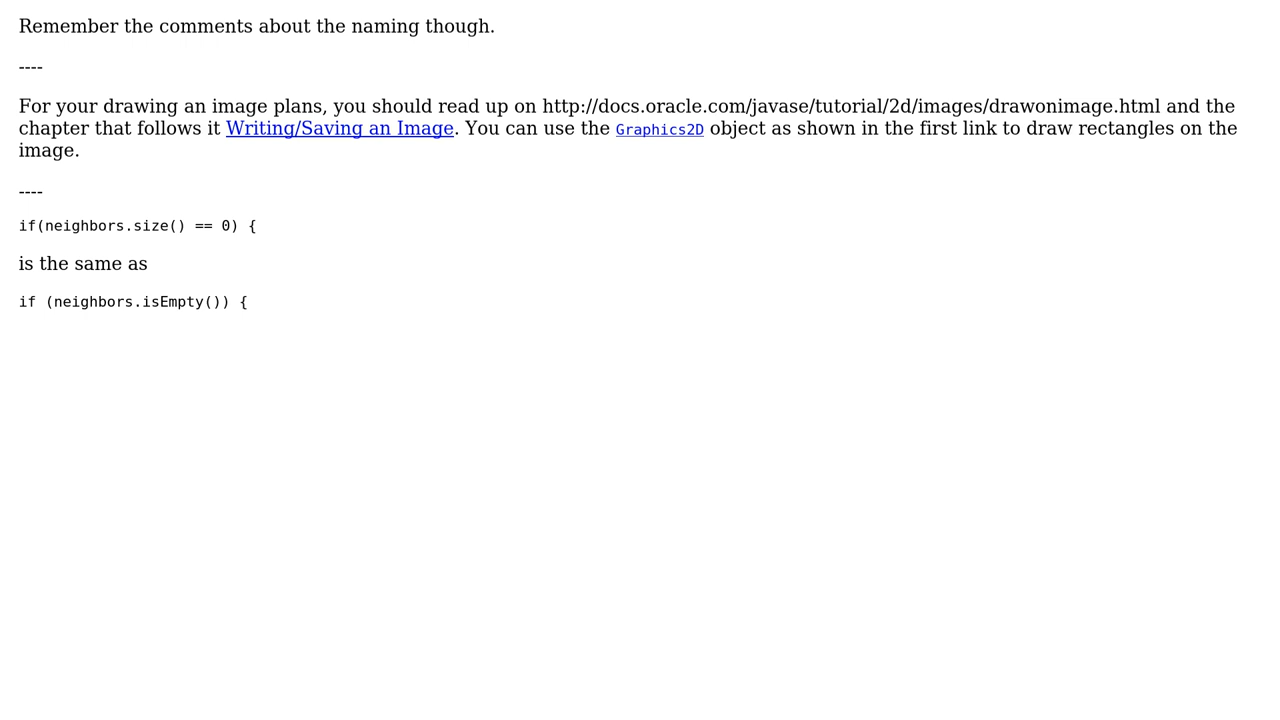 Remember the comments about the naming though.
----
For your drawing an image plans, you should read up on http://docs.oracle.com/javase/tutorial/2d/images/drawonimage.html and the
chapter that follows it Writing/Saving an Image. You can use the Graphics2D object as shown in the first link to draw rectangles on the
image.
----
if(neighbors.size() == 0) {
is the same as
if (neighbors.isEmpty()) {